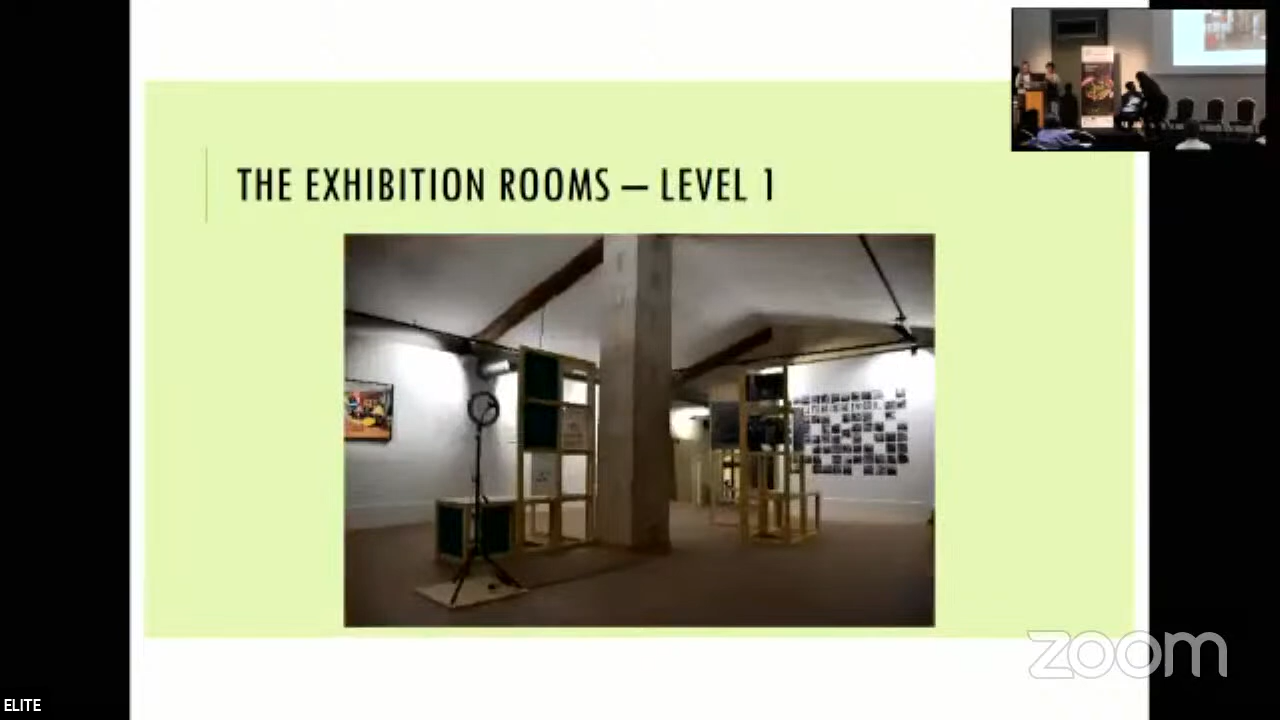 THE EXHIBITION ROOMS – LEVEL 1
zoom
ELITE